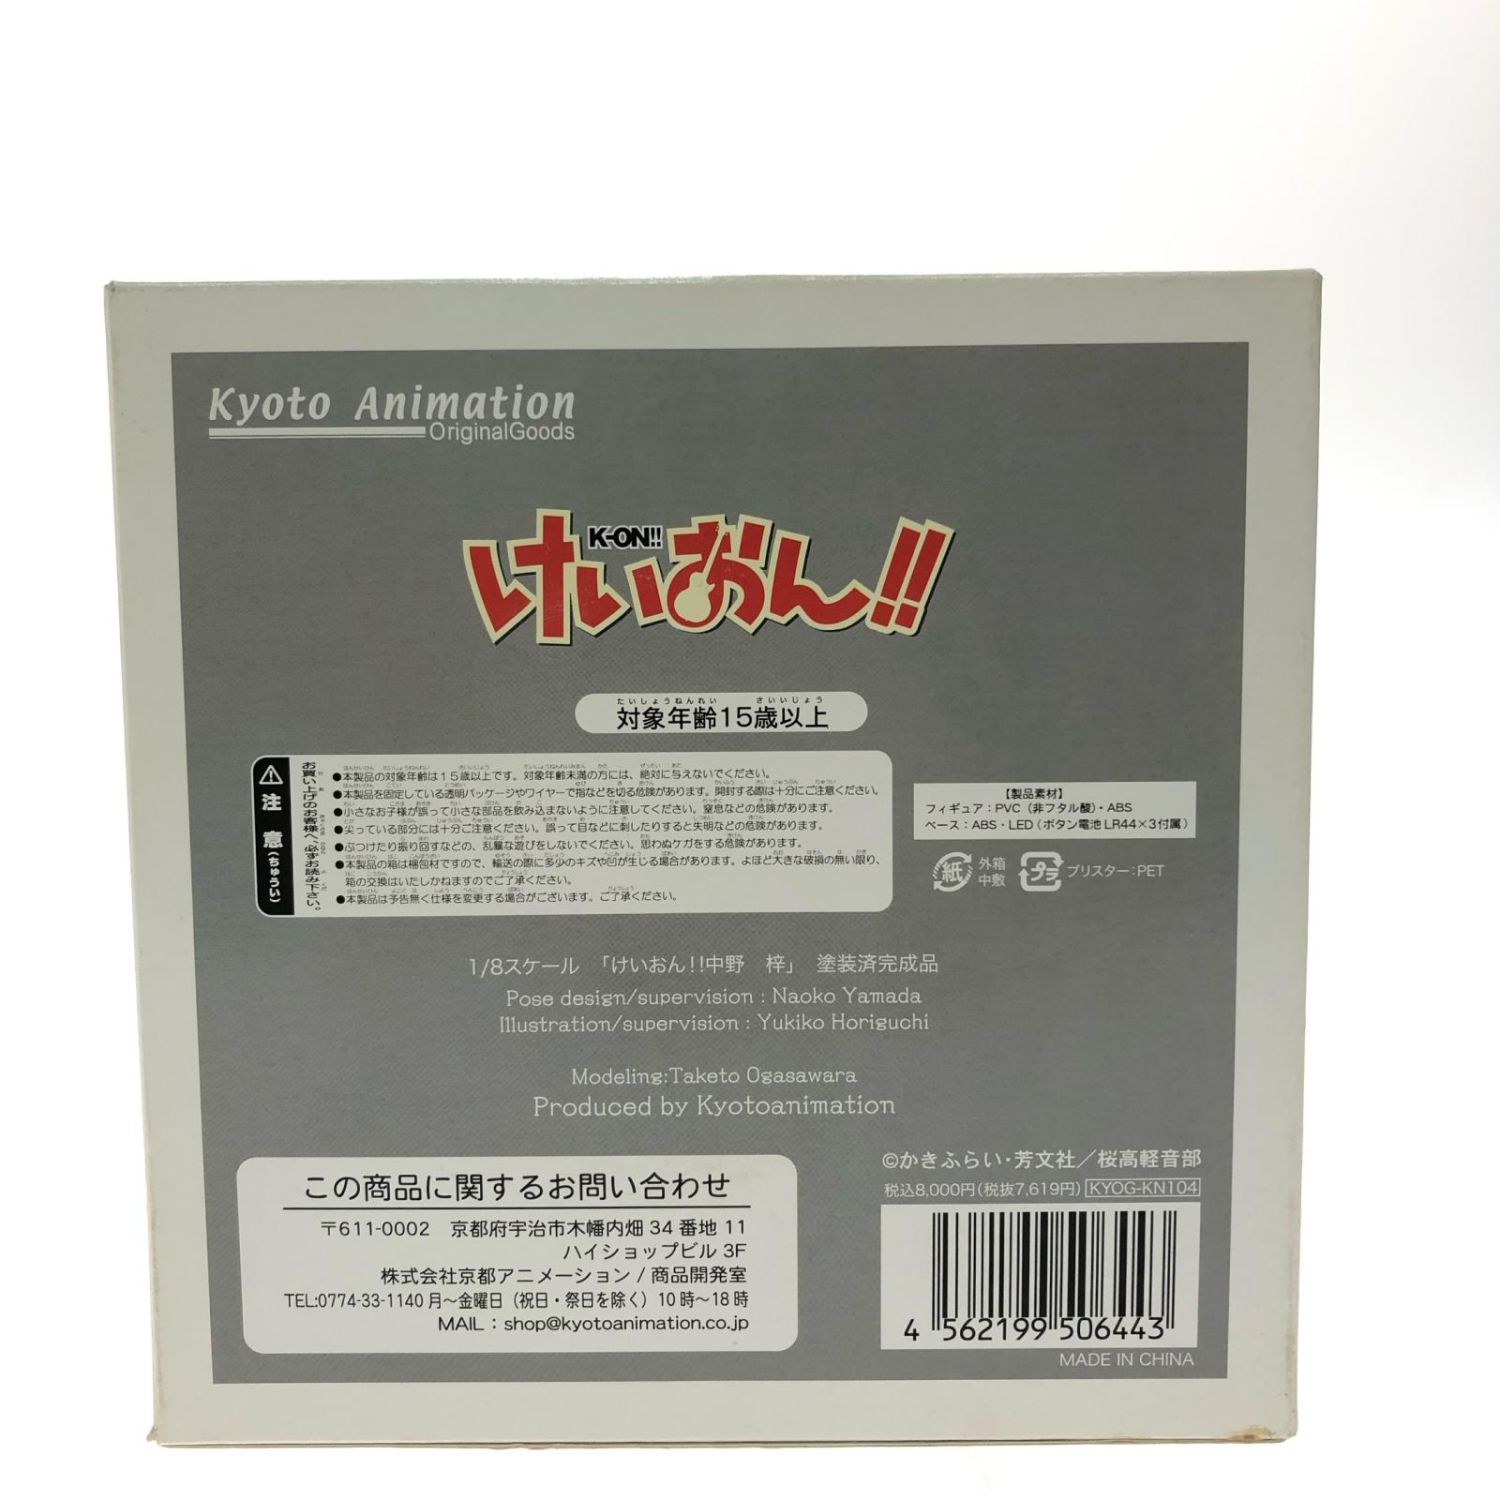 Kyoto Animation
OriginalGoods
K-ON!!
けいおん!!
たいしょうねんれい さいいじょう
対象年齢15歳以上
注意(ちゅうい)
お買い上げのお客様へ必ずお読み下さい。
●本製品の対象年齢は15歳以上です。対象年齢未満の方には、絶対に与えないでください。
●本製品を固定している透明パッケージやワイヤーで指などを切る危険があります。開封する際は十分にご注意ください。
●小さなお子様が誤って小さな部品を飲み込まないように注意してください。窒息などの危険があります。
●尖っている部分には十分ご注意ください。誤って目などに刺したりすると失明などの危険があります。
●ぶつけたり振り回すなどの、乱暴な遊びをしないでください。思わぬケガをする危険があります。
●本製品の箱は梱包材ですので、輸送の際に多少のキズや凹が生じる場合があります。よほど大きな破損の無い限り、
箱の交換はいたしかねますのでご了承ください。
●本製品は予告無く仕様を変更する場合がございます。ご了承ください。
【製品素材】
フィギュア：PVC（非フタル酸）・ABS
ベース：ABS・LED（ボタン電池LR44×3付属）
紙 外箱
中敷
プラ ブリスター：PET
1/8スケール 「けいおん!!中野 梓」 塗装済完成品
Pose design/supervision : Naoko Yamada
Illustration/supervision : Yukiko Horiguchi
Modeling:Taketo Ogasawara
Produced by Kyotoanimation
この商品に関するお問い合わせ
〒611-0002 京都府宇治市木幡内畑34番地11
ハイショップビル 3F
株式会社京都アニメーション / 商品開発室
TEL:0774-33-1140 月～金曜日（祝日・祭日を除く）10時～18時
MAIL：shop@kyotoanimation.co.jp
©かきふらい・芳文社／桜高軽音部
税込8,000円(税抜7,619円) KYOG-KN104
4 562199 506443
MADE IN CHINA